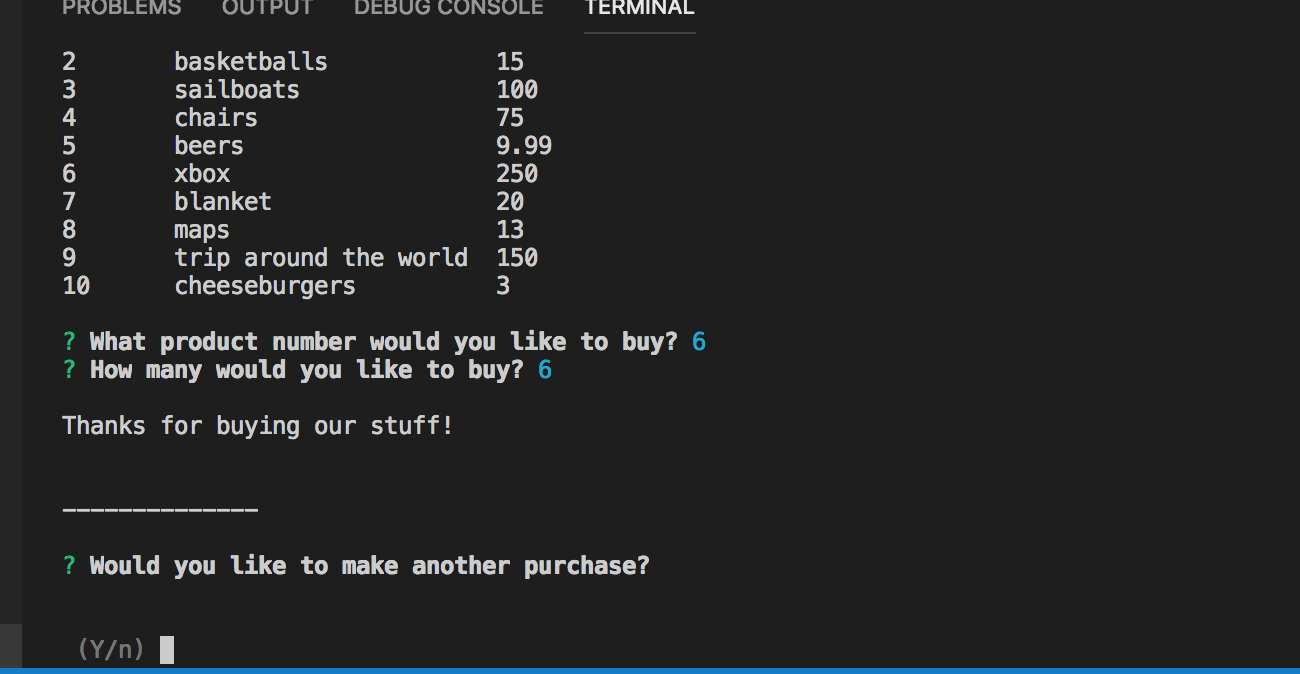 PROBLEMS OUTPUT DEBUG CONSOLE TERMINAL
2 basketballs 15
3 sailboats 100
4 chairs 75
5 beers 9.99
6 xbox 250
7 blanket 20
8 maps 13
9 trip around the world 150
10 cheeseburgers 3
? What product number would you like to buy? 6
? How many would you like to buy? 6
Thanks for buying our stuff!
______________
? Would you like to make another purchase?
(Y/n)